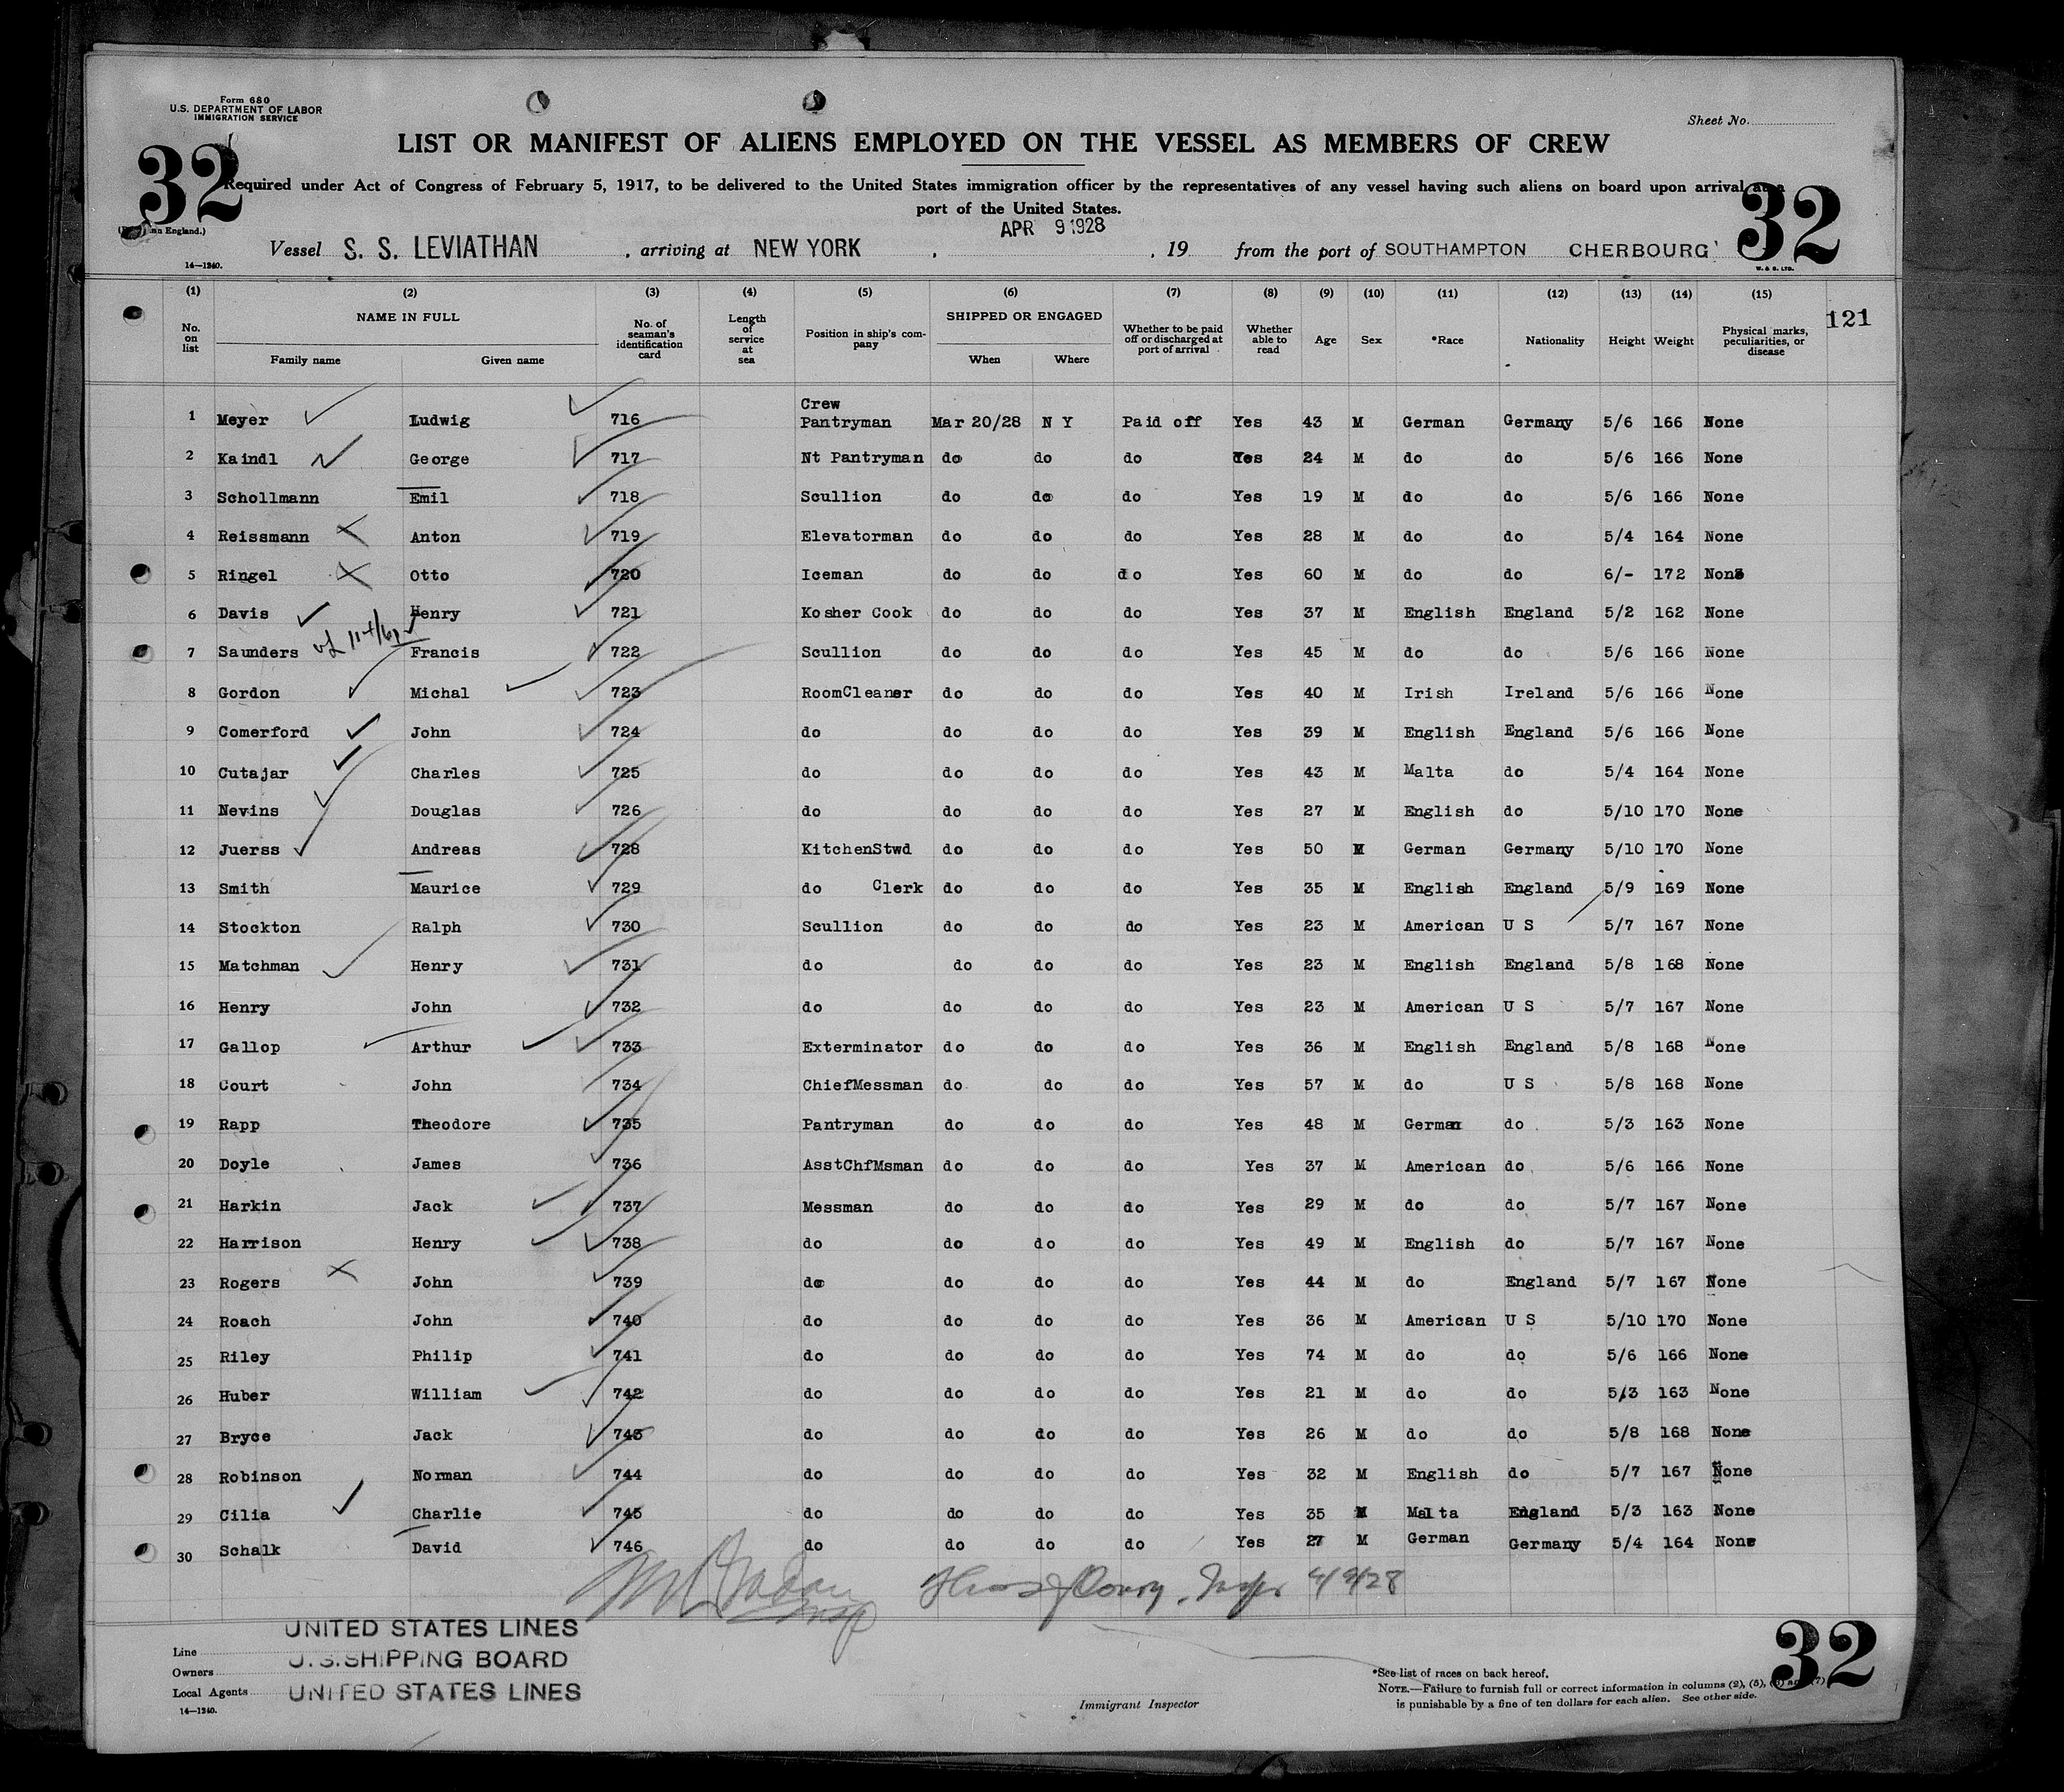 Form 680
U.S. DEPARTMENT OF LABOR
IMMIGRATION SERVICE
Sheet No.
LIST OR MANIFEST OF ALIENS EMPLOYED ON THE VESSEL AS MEMBERS OF CREW
32 32
Required under Act of Congress of February 5, 1917, to be delivered to the United States immigration officer by the representatives of any vessel having such aliens on board upon arrival at a
port of the United States.
APR 9 1928
Vessel S. S. LEVIATHAN , arriving at NEW YORK , , 19 from the port of SOUTHAMPTON CHERBOURG
14—1240. W. & S. LTD.
(1) (2) (3) (4) (5) (6) (7) (8) (9) (10) (11) (12) (13) (14) (15)
No. on list NAME IN FULL Family name Given name No. of seaman's identification card Length of service at sea Position in ship's company SHIPPED OR ENGAGED When Where Whether to be paid off or discharged at port of arrival Whether able to read Age Sex *Race Nationality Height Weight Physical marks, peculiarities, or disease 121
1 Meyer Ludwig 716 Crew Pantryman Mar 20/28 N Y Paid off Yes 43 M German Germany 5/6 166 None
2 Kaindl George 717 Nt Pantryman do do do Yes 24 M do do 5/6 166 None
3 Schollmann Emil 718 Scullion do do do Yes 19 M do do 5/6 166 None
4 Reissmann Anton 719 Elevatorman do do do Yes 28 M do do 5/4 164 None
5 Ringel Otto 720 Iceman do do do Yes 60 M do do 6/- 172 None
6 Davis Henry 721 Kosher Cook do do do Yes 37 M English England 5/2 162 None
7 Saunders Francis 722 Scullion do do do Yes 45 M do do 5/6 166 None
8 Gordon Michal 723 RoomCleaner do do do Yes 40 M Irish Ireland 5/6 166 None
9 Comerford John 724 do do do do Yes 39 M English England 5/6 166 None
10 Cutajar Charles 725 do do do do Yes 43 M Malta do 5/4 164 None
11 Nevins Douglas 726 do do do do Yes 27 M English do 5/10 170 None
12 Juerss Andreas 728 KitchenStwd do do do Yes 50 M German Germany 5/10 170 None
13 Smith Maurice 729 do Clerk do do do Yes 35 M English England 5/9 169 None
14 Stockton Ralph 730 Scullion do do do Yes 23 M American U S 5/7 167 None
15 Matchman Henry 731 do do do do Yes 23 M English England 5/8 168 None
16 Henry John 732 do do do do Yes 23 M American U S 5/7 167 None
17 Gallop Arthur 733 Exterminator do do do Yes 36 M English England 5/8 168 None
18 Court John 734 ChiefMessman do do do Yes 57 M do U S 5/8 168 None
19 Rapp Theodore 735 Pantryman do do do Yes 48 M German do 5/3 163 None
20 Doyle James 736 AsstChfMsman do do do Yes 37 M American do 5/6 166 None
21 Harkin Jack 737 Messman do do do Yes 29 M do do 5/7 167 None
22 Harrison Henry 738 do do do do Yes 49 M English do 5/7 167 None
23 Rogers John 739 do do do do Yes 44 M do England 5/7 167 None
24 Roach John 740 do do do do Yes 36 M American U S 5/10 170 None
25 Riley Philip 741 do do do do Yes 74 M do do 5/6 166 None
26 Huber William 742 do do do do Yes 21 M do do 5/3 163 None
27 Bryce Jack 743 do do do do Yes 26 M do do 5/8 168 None
28 Robinson Norman 744 do do do do Yes 32 M English do 5/7 167 None
29 Cilia Charlie 745 do do do do Yes 35 M Malta England 5/3 163 None
30 Schalk David 746 do do do do Yes 27 M German Germany 5/4 164 None
4/9/28
Line UNITED STATES LINES
Owners U.S. SHIPPING BOARD
Local Agents UNITED STATES LINES
14—1240.
Immigrant Inspector
32
*See list of races on back hereof.
NOTE.—Failure to furnish full or correct information in columns (2), (5), (6) and (7)
is punishable by a fine of ten dollars for each alien. See other side.